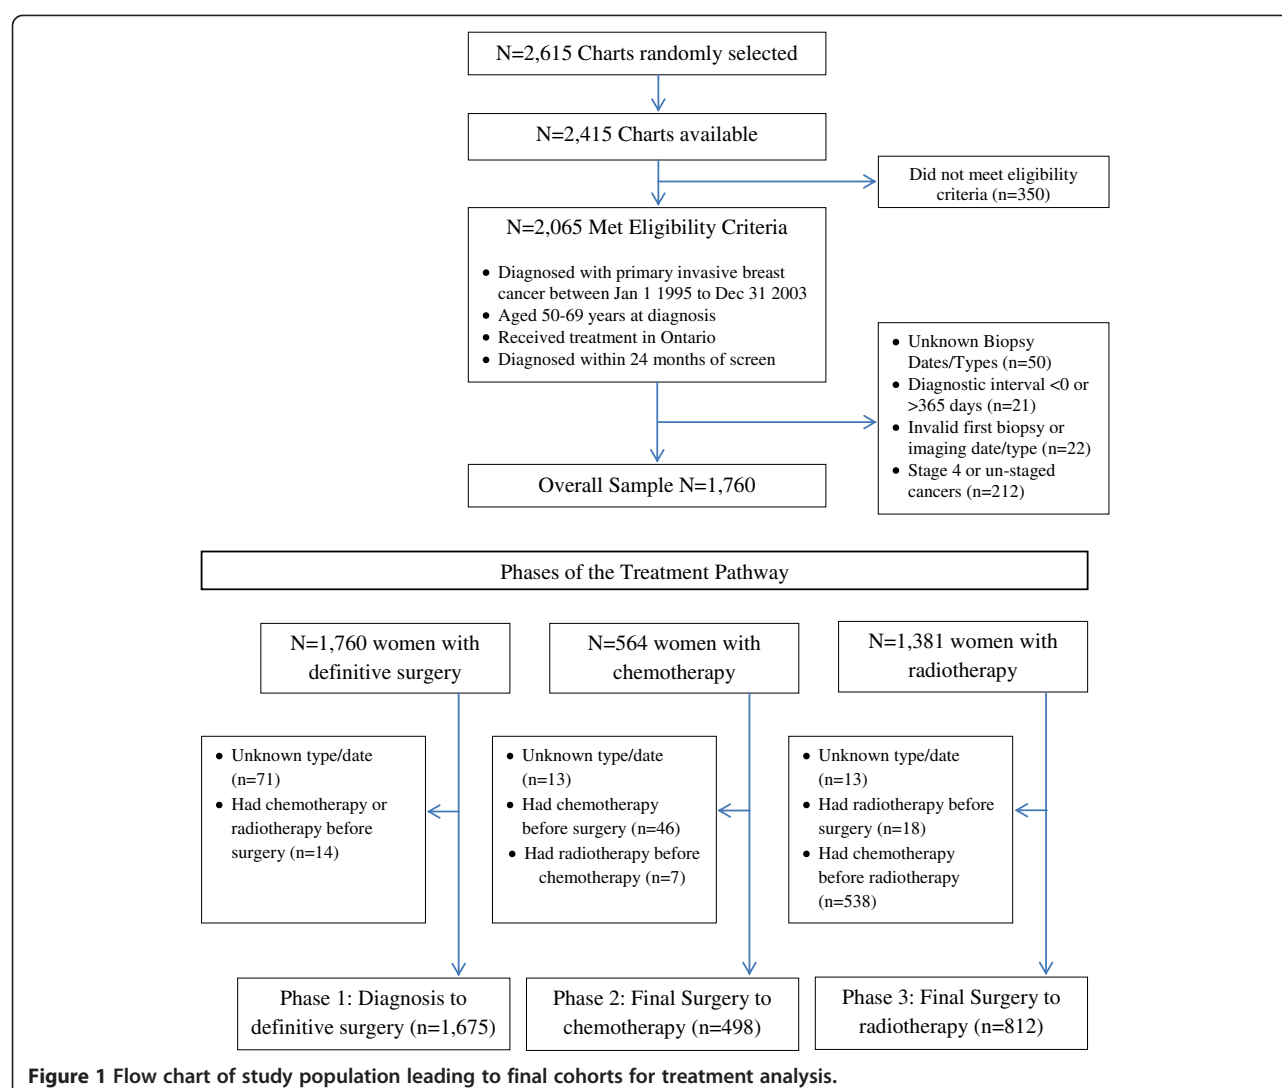 N=2,615 Charts randomly selected
N=2,415 Charts available
Did not meet eligibility
criteria (n=350)
N=2,065 Met Eligibility Criteria
• Diagnosed with primary invasive breast
cancer between Jan 1 1995 to Dec 31 2003
• Aged 50-69 years at diagnosis
• Received treatment in Ontario
• Diagnosed within 24 months of screen
• Unknown Biopsy
Dates/Types (n=50)
• Diagnostic interval <0 or
>365 days (n=21)
• Invalid first biopsy or
imaging date/type (n=22)
• Stage 4 or un-staged
cancers (n=212)
Overall Sample N=1,760
Phases of the Treatment Pathway
N=1,760 women with
definitive surgery
N=564 women with
chemotherapy
N=1,381 women with
radiotherapy
• Unknown type/date
(n=71)
• Had chemotherapy or
radiotherapy before
surgery (n=14)
• Unknown type/date
(n=13)
• Had chemotherapy
before surgery (n=46)
• Had radiotherapy before
chemotherapy (n=7)
• Unknown type/date
(n=13)
• Had radiotherapy before
surgery (n=18)
• Had chemotherapy
before radiotherapy
(n=538)
Phase 1: Diagnosis to
definitive surgery (n=1,675)
Phase 2: Final Surgery to
chemotherapy (n=498)
Phase 3: Final Surgery to
radiotherapy (n=812)
Figure 1 Flow chart of study population leading to final cohorts for treatment analysis.